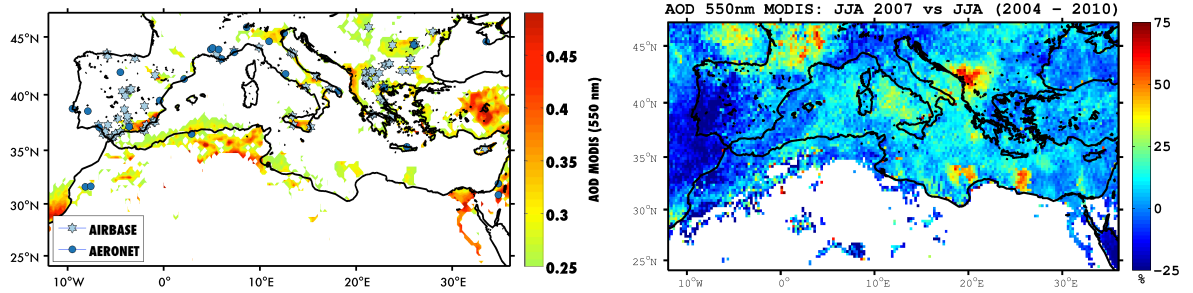 AOD 550nm MODIS: JJA 2007 vs JJA (2004 – 2010)
45°N
40°N
35°N
30°N
25°N
10°W
0°
10°E
20°E
30°E
AIRBASE
AERONET
0.45
0.4
0.35
0.3
0.25
AOD MODIS (550 nm)
45°N
40°N
35°N
30°N
25°N
10°W
0°
10°E
20°E
30°E
75
50
25
0
−25
%